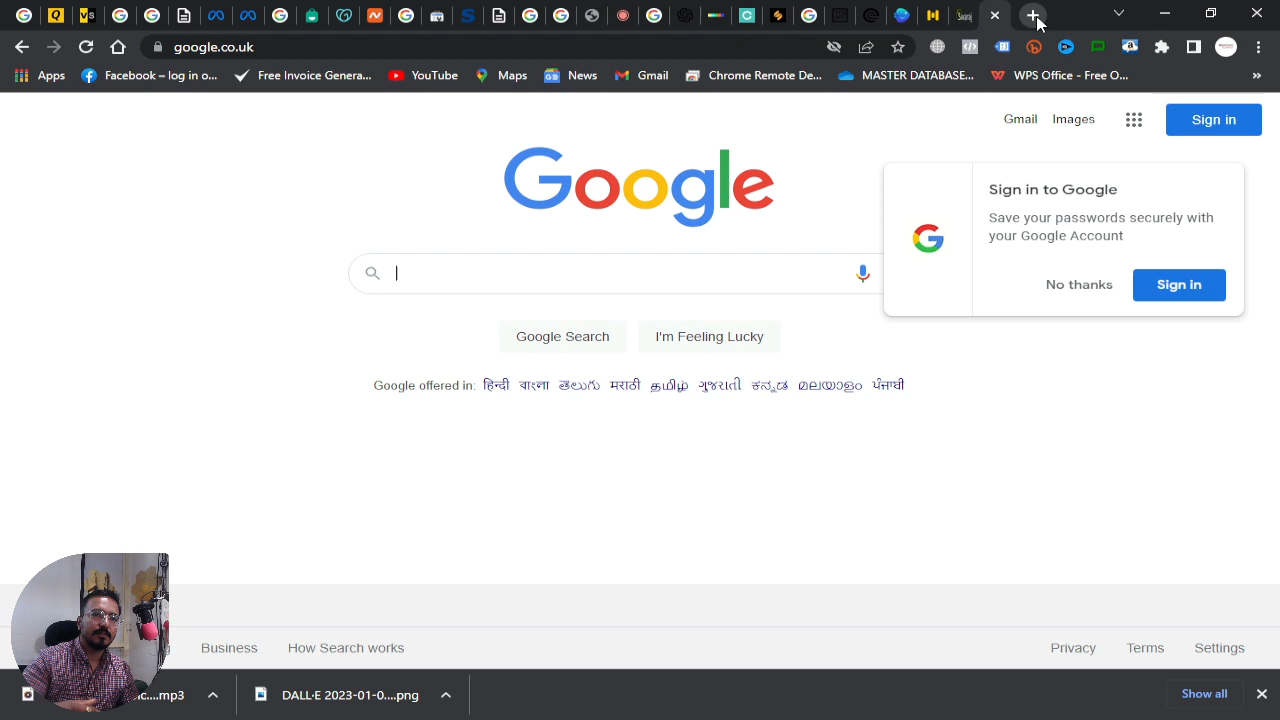 google.co.uk
Apps
Facebook – log in o...
Free Invoice Genera...
YouTube
Maps
News
Gmail
Chrome Remote De...
MASTER DATABASE...
WPS Office - Free O...
»
Gmail
Images
Sign in
Google
Sign in to Google
Save your passwords securely with
your Google Account
No thanks
Sign in
Google Search
I'm Feeling Lucky
Google offered in: हिन्दी বাংলা తెలుగు मराठी தமிழ் ગુજરાતી ಕನ್ನಡ മലയാളം ਪੰਜਾਬੀ
Business
How Search works
Privacy
Terms
Settings
c....mp3
DALL·E 2023-01-0....png
Show all